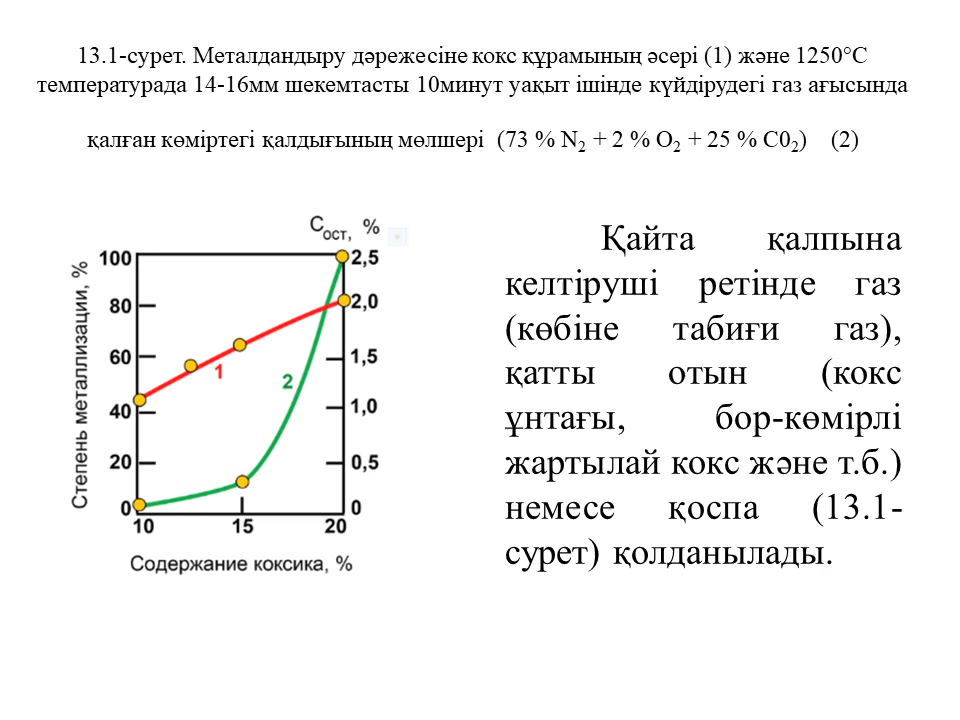 13.1-сурет. Металдандыру дәрежесіне кокс құрамының әсері (1) және 1250°С
температурада 14-16мм шекемтасты 10минут уақыт ішінде күйдірудегі газ ағысында
қалған көміртегі қалдығының мөлшері (73 % N₂ + 2 % O₂ + 25 % С0₂) (2)
Сост, %
100
80
60
40
20
0
Степень металлизации, %
2,5
2,0
1,5
1,0
0,5
0
1
2
10 15 20
Содержание коксика, %
Қайта қалпына
келтіруші ретінде газ
(көбіне табиғи газ),
қатты отын (кокс
ұнтағы, бор-көмірлі
жартылай кокс және т.б.)
немесе қоспа (13.1-
сурет) қолданылады.